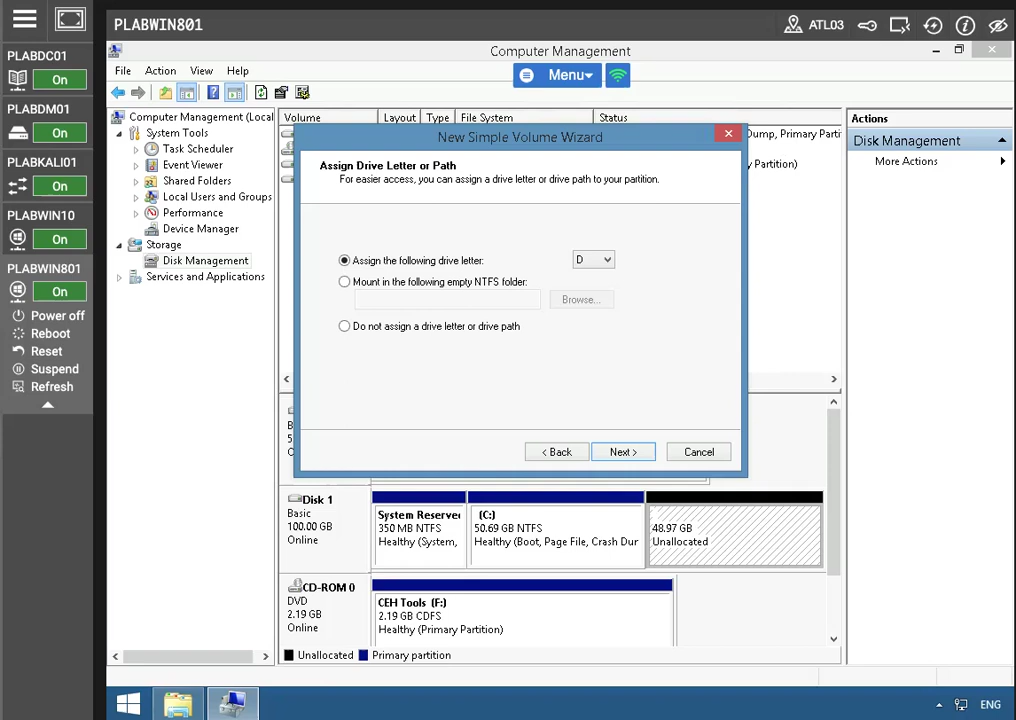 PLABWIN801
ATL03
PLABDC01
On
PLABDM01
On
PLABKALI01
On
PLABWIN10
On
PLABWIN801
On
Power off
Reboot
Reset
Suspend
Refresh
Computer Management
File Action View Help
Menu
Computer Management (Local
System Tools
Task Scheduler
Event Viewer
Shared Folders
Local Users and Groups
Performance
Device Manager
Storage
Disk Management
Services and Applications
Volume Layout Type File System Status
Dump, Primary Parti
y Partition)
Actions
Disk Management
More Actions
New Simple Volume Wizard
Assign Drive Letter or Path
For easier access, you can assign a drive letter or drive path to your partition.
Assign the following drive letter: D
Mount in the following empty NTFS folder:
Browse...
Do not assign a drive letter or drive path
< Back Next > Cancel
B
5
Disk 1
Basic
100.00 GB
Online
System Reserve
350 MB NTFS
Healthy (System,
(C:)
50.69 GB NTFS
Healthy (Boot, Page File, Crash Dur
48.97 GB
Unallocated
CD-ROM 0
DVD
2.19 GB
Online
CEH Tools (F:)
2.19 GB CDFS
Healthy (Primary Partition)
Unallocated Primary partition
ENG